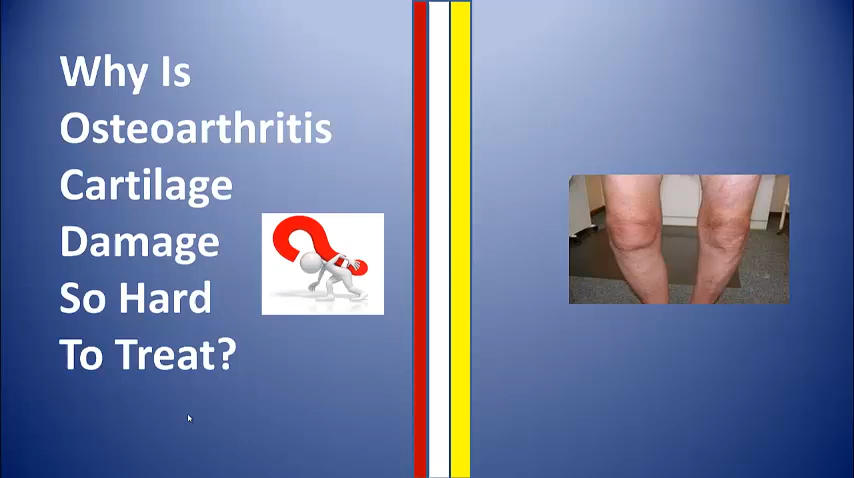 Why Is
Osteoarthritis
Cartilage
Damage
So Hard
To Treat?